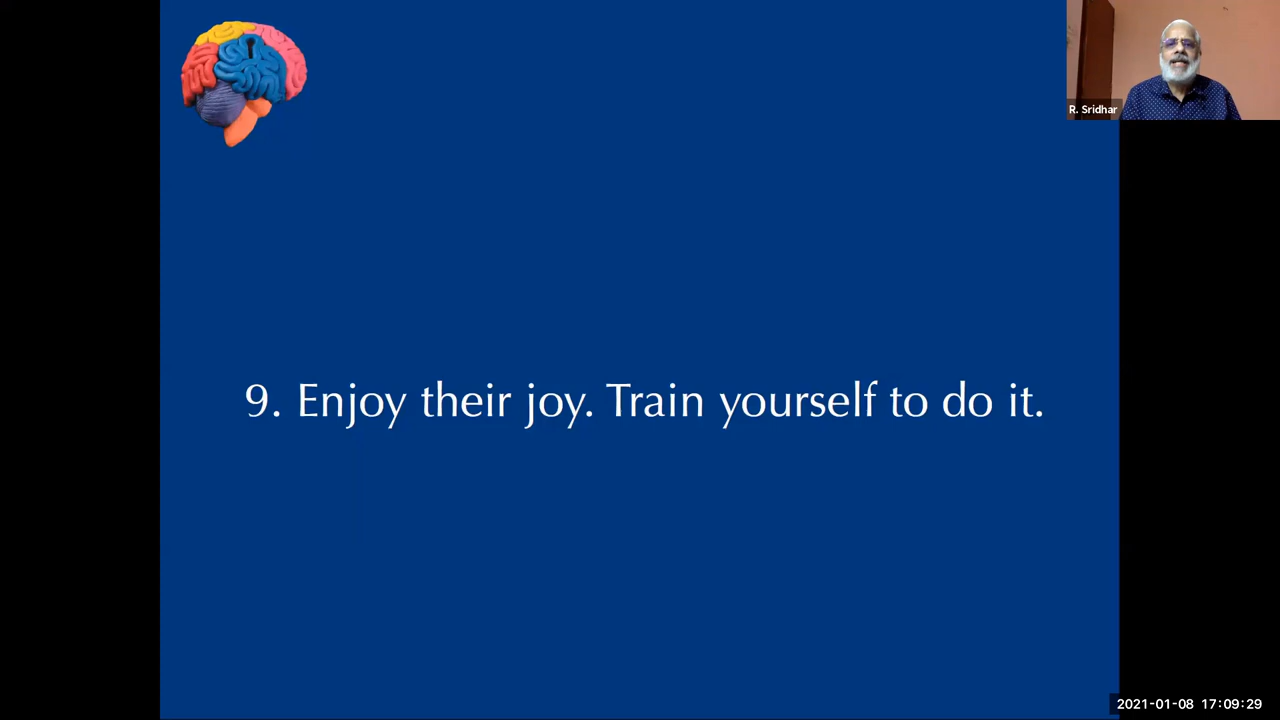 R. Sridhar
9. Enjoy their joy. Train yourself to do it.
2021-01-08 17:09:29